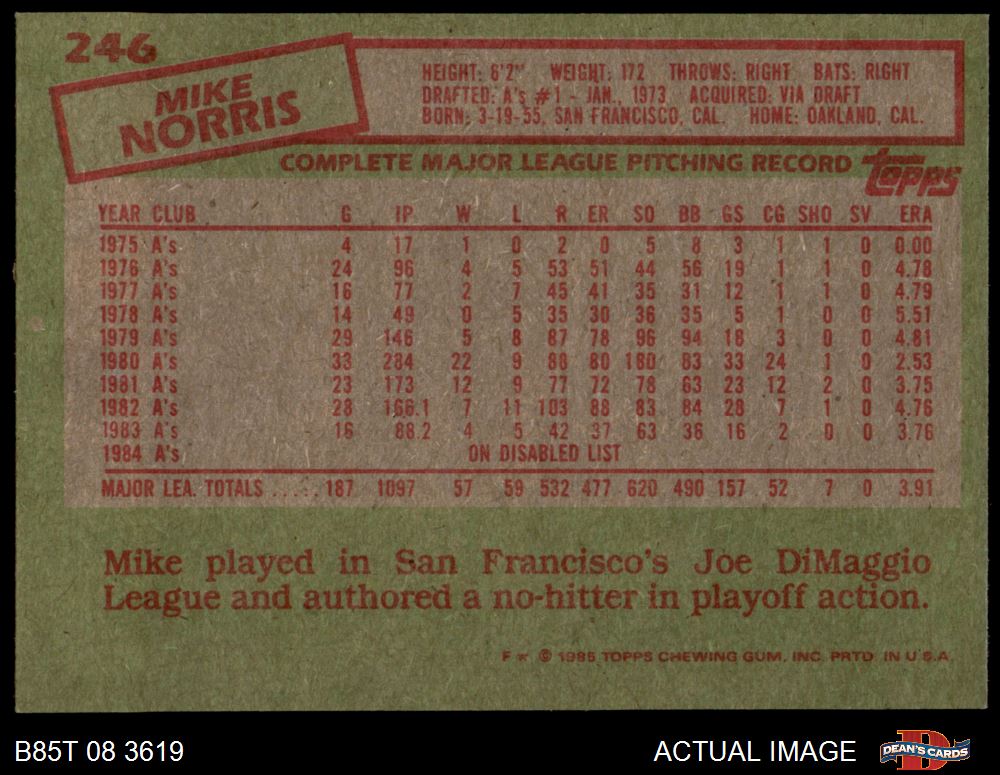 246
MIKE
NORRIS
HEIGHT: 6'2" WEIGHT: 172 THROWS: RIGHT BATS: RIGHT
DRAFTED: A's #1 - JAN., 1973 ACQUIRED: VIA DRAFT
BORN: 3-19-55, SAN FRANCISCO, CAL. HOME: OAKLAND, CAL.
COMPLETE MAJOR LEAGUE PITCHING RECORD topps
YEAR CLUB G IP W L R ER SO BB GS CG SHO SV ERA
1975 A's 4 17 1 0 2 0 5 8 3 1 1 0 0.00
1976 A's 24 96 4 5 53 51 44 56 19 1 1 0 4.78
1977 A's 16 77 2 7 45 41 35 31 12 1 1 0 4.79
1978 A's 14 49 0 5 35 30 36 35 5 1 0 0 5.51
1979 A's 29 146 5 8 87 78 96 94 18 3 0 0 4.81
1980 A's 33 284 22 9 88 80 180 83 33 24 1 0 2.53
1981 A's 23 173 12 9 77 72 78 63 23 12 2 0 3.75
1982 A's 28 166.1 7 11 103 88 83 84 28 7 1 0 4.76
1983 A's 16 88.2 4 5 42 37 63 36 16 2 0 0 3.76
1984 A's ON DISABLED LIST
MAJOR LEA. TOTALS ..... 187 1097 57 59 532 477 620 490 157 52 7 0 3.91
Mike played in San Francisco's Joe DiMaggio
League and authored a no-hitter in playoff action.
F * © 1985 TOPPS CHEWING GUM, INC. PRTD. IN U.S.A.
B85T 08 3619 ACTUAL IMAGE DEAN'S CARDS